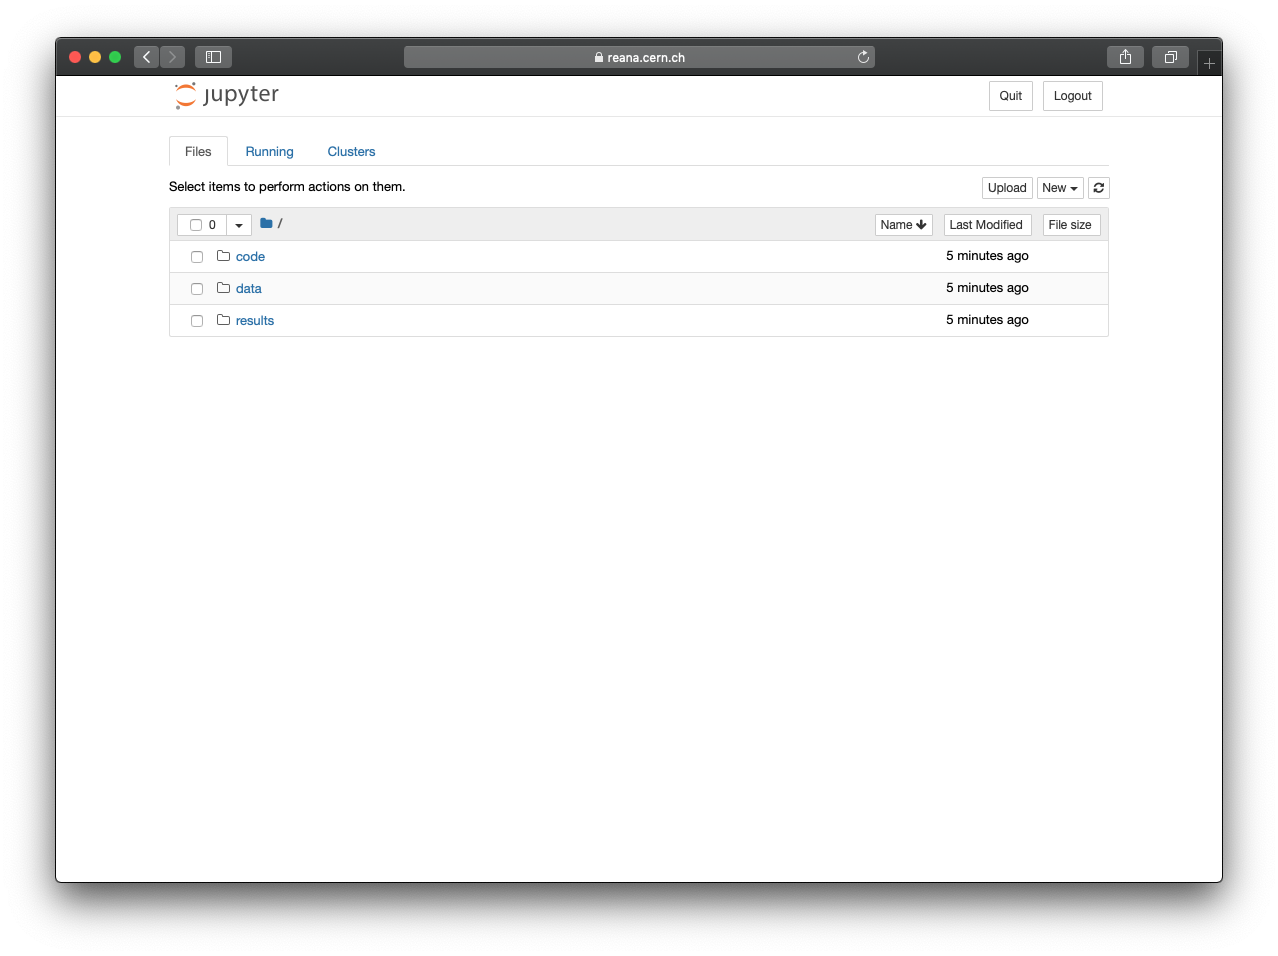 reana.cern.ch
jupyter
Quit Logout
Files Running Clusters
Select items to perform actions on them.
Upload New
0 / Name Last Modified File size
code 5 minutes ago
data 5 minutes ago
results 5 minutes ago